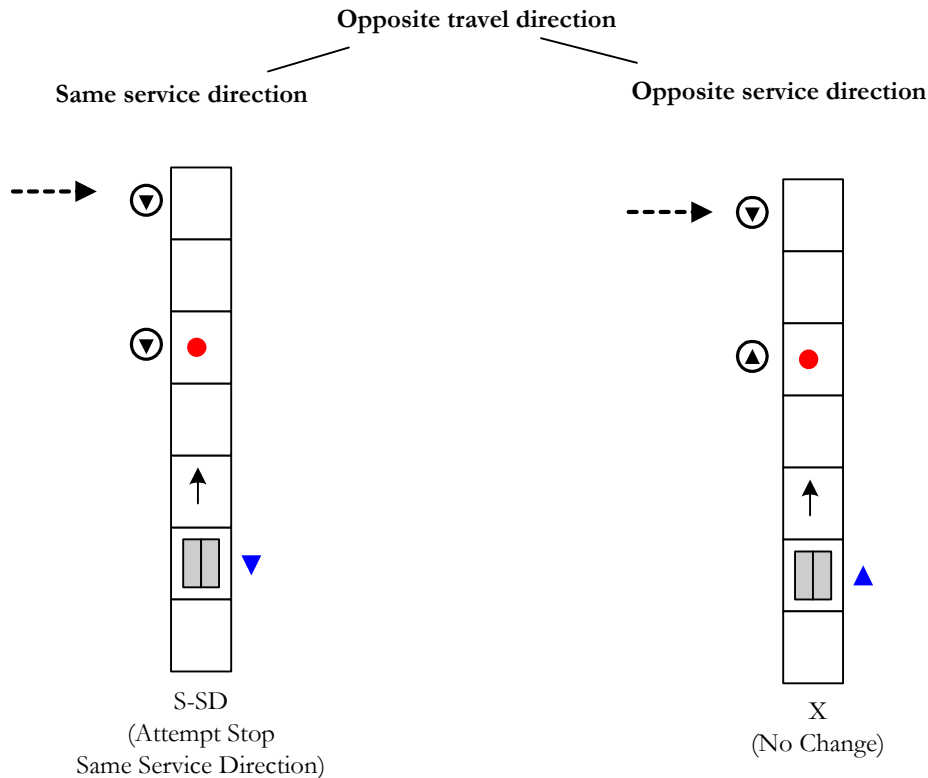 Opposite travel direction
Same service direction
Opposite service direction
S-SD
(Attempt Stop
Same Service Direction)
X
(No Change)